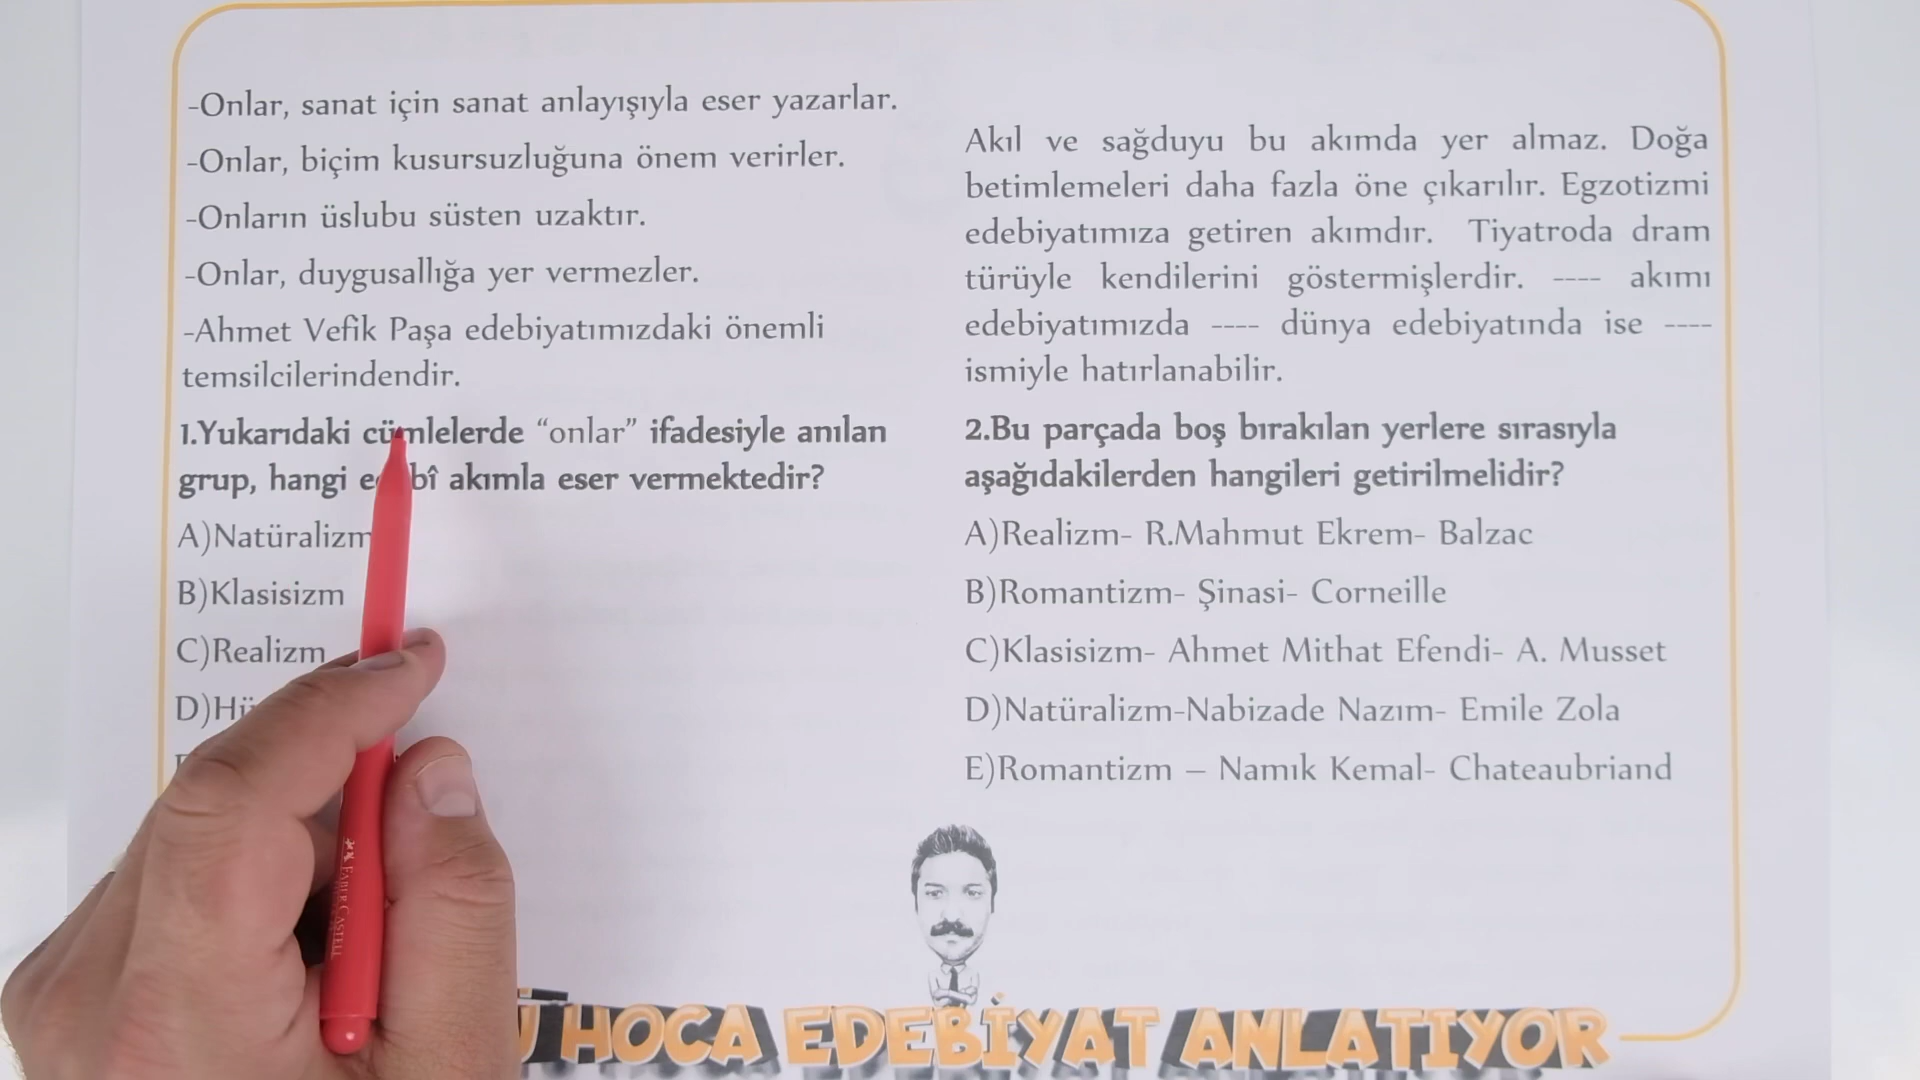 -Onlar, sanat için sanat anlayışıyla eser yazarlar.
-Onlar, biçim kusursuzluğuna önem verirler.
-Onların üslubu süsten uzaktır.
-Onlar, duygusallığa yer vermezler.
-Ahmet Vefik Paşa edebiyatımızdaki önemli
temsilcilerindendir.
1.Yukarıdaki cümlelerde “onlar” ifadesiyle anılan
grup, hangi akımla eser vermektedir?
A)Natüralizm
B)Klasisizm
C)Realizm
D)
Akıl ve sağduyu bu akımda yer almaz. Doğa
betimlemeleri daha fazla öne çıkarılır. Egzotizmi
edebiyatımıza getiren akımdır. Tiyatroda dram
türüyle kendilerini göstermişlerdir. ---- akımı
edebiyatımızda ---- dünya edebiyatında ise ----
ismiyle hatırlanabilir.
2.Bu parçada boş bırakılan yerlere sırasıyla
aşağıdakilerden hangileri getirilmelidir?
A)Realizm- R.Mahmut Ekrem- Balzac
B)Romantizm- Şinasi- Corneille
C)Klasisizm- Ahmet Mithat Efendi- A. Musset
D)Natüralizm-Nabizade Nazım- Emile Zola
E)Romantizm – Namık Kemal- Chateaubriand
HOCA EDEBİYAT ANLATIYOR
FABER CASTELL